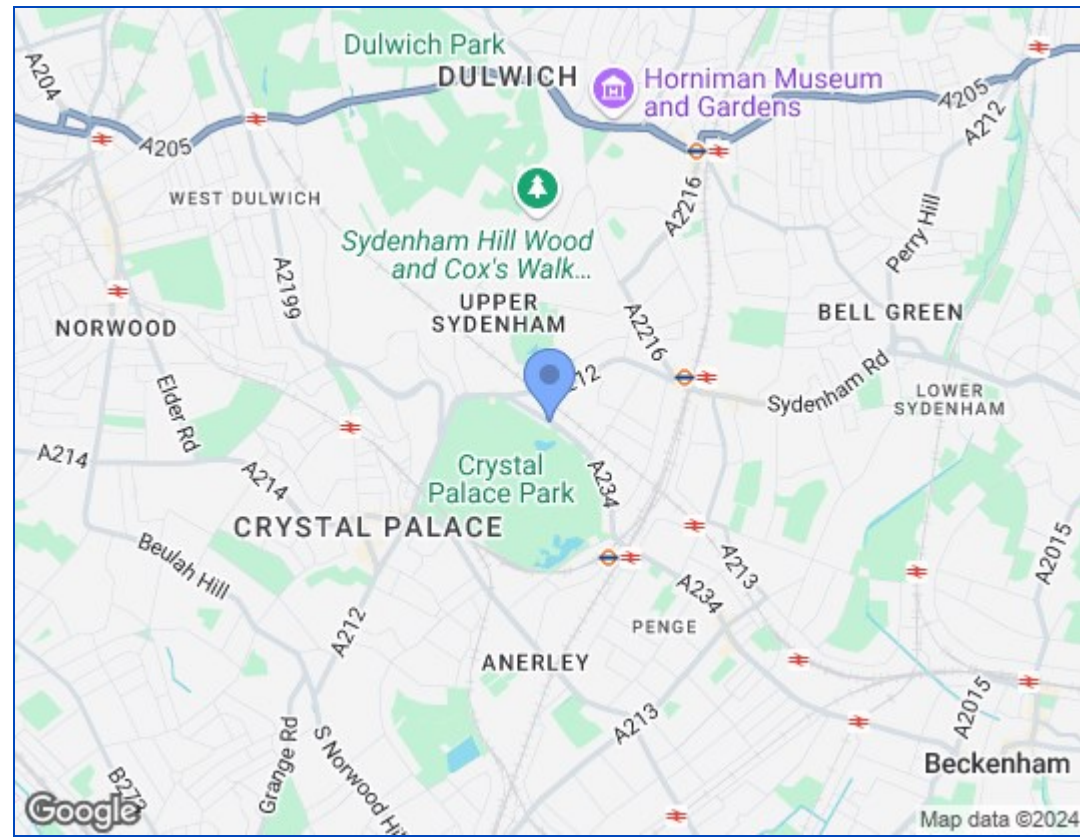 Dulwich Park
DULWICH
Horniman Museum
and Gardens
A204
A205
A205
A212
WEST DULWICH
A2216
Sydenham Hill Wood
and Cox's Walk...
Perry Hill
A2199
UPPER
SYDENHAM
A2216
BELL GREEN
NORWOOD
Elder Rd
Sydenham Rd
LOWER
SYDENHAM
A214
A214
Crystal
Palace Park
A234
CRYSTAL PALACE
Beulah Hill
A213
A2015
A234
A212
PENGE
ANERLEY
A213
A2015
Grange Rd
Beckenham
Google
Map data ©2024